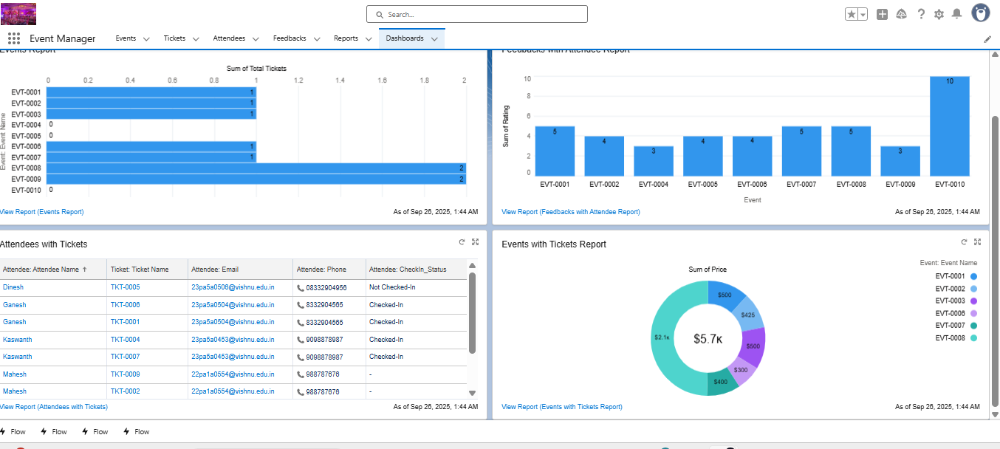 Search...
Event Manager
Events
Tickets
Attendees
Feedbacks
Reports
Dashboards
Events Report
Sum of Total Tickets
0 0.2 0.4 0.6 0.8 1 1.2 1.4 1.6 1.8 2
Event: Event Name
EVT-0001 1
EVT-0002 1
EVT-0003 1
EVT-0004 0
EVT-0005 0
EVT-0006 1
EVT-0007 1
EVT-0008 2
EVT-0009 2
EVT-0010 0
View Report (Events Report)
As of Sep 26, 2025, 1:44 AM
Feedbacks with Attendee Report
Sum of Rating
10
8
6
4
2
0
5 4 3 4 4 5 5 3 10
EVT-0001 EVT-0002 EVT-0004 EVT-0005 EVT-0006 EVT-0007 EVT-0008 EVT-0009 EVT-0010
Event
View Report (Feedbacks with Attendee Report)
As of Sep 26, 2025, 1:44 AM
Attendees with Tickets
Attendee: Attendee Name ↑ Ticket: Ticket Name Attendee: Email Attendee: Phone Attendee: CheckIn_Status
Dinesh TKT-0005 23pa5a0506@vishnu.edu.in 08332904956 Not Checked-In
Ganesh TKT-0006 23pa5a0504@vishnu.edu.in 8332904565 Checked-In
Ganesh TKT-0001 23pa5a0504@vishnu.edu.in 8332904565 Checked-In
Kaswanth TKT-0004 23pa5a0453@vishnu.edu.in 9098878987 Checked-In
Kaswanth TKT-0007 23pa5a0453@vishnu.edu.in 9098878987 Checked-In
Mahesh TKT-0009 22pa1a0554@vishnu.edu.in 988787676 -
Mahesh TKT-0002 22pa1a0554@vishnu.edu.in 988787676 -
View Report (Attendees with Tickets)
As of Sep 26, 2025, 1:44 AM
Events with Tickets Report
Sum of Price
$500
$425
$500
$300
$400
$2.1K
$5.7K
Event: Event Name
EVT-0001
EVT-0002
EVT-0003
EVT-0006
EVT-0007
EVT-0008
View Report (Events with Tickets Report)
As of Sep 26, 2025, 1:44 AM
Flow Flow Flow Flow